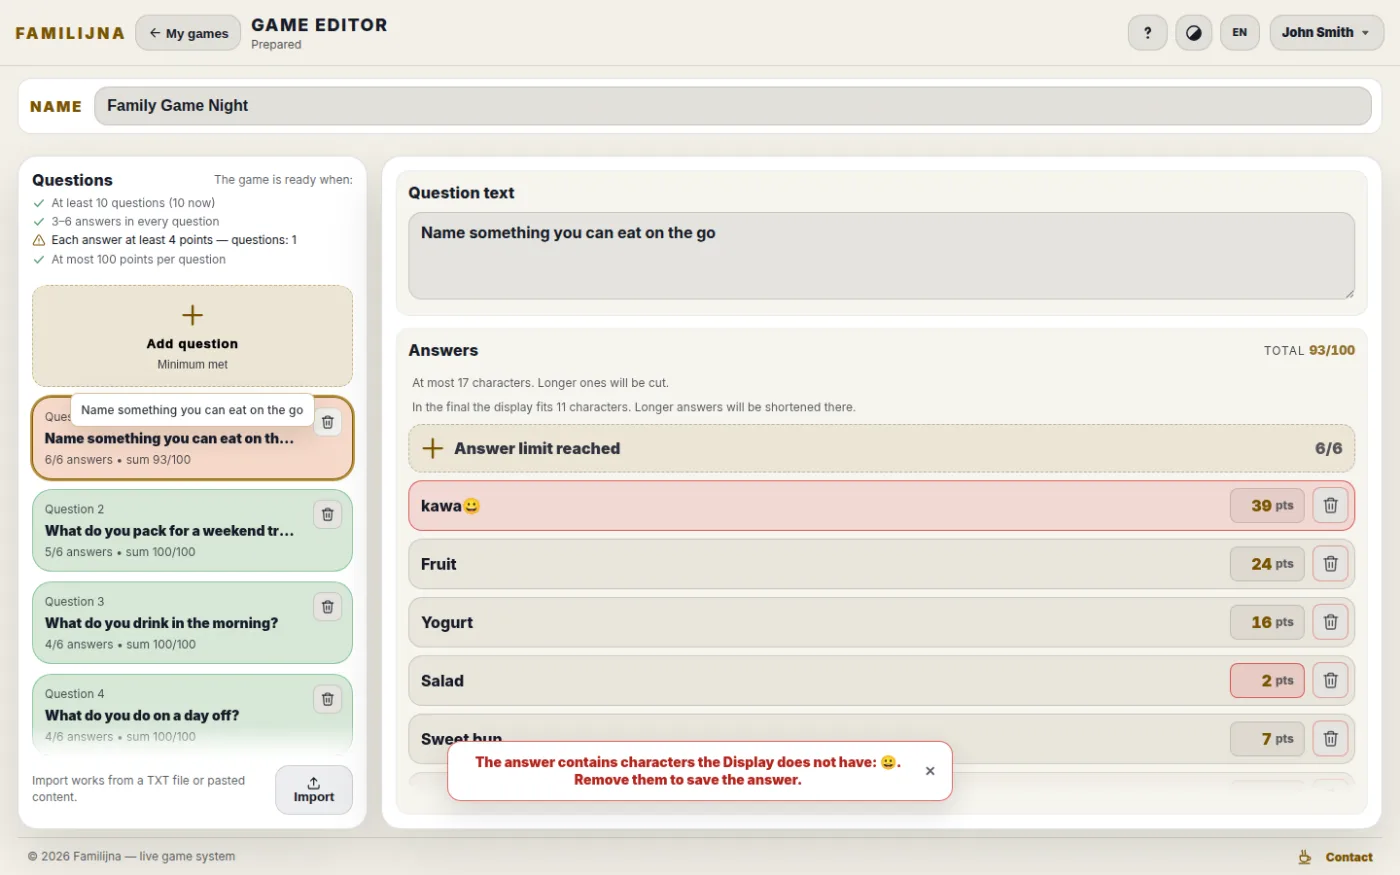 FAMILIJNA
← My games
GAME EDITOR
Prepared
?
EN
John Smith
NAME
Family Game Night
Questions
The game is ready when:
At least 10 questions (10 now)
3–6 answers in every question
Each answer at least 4 points — questions: 1
At most 100 points per question
Add question
Minimum met
Name something you can eat on the go
Name something you can eat on th...
6/6 answers • sum 93/100
Question 2
What do you pack for a weekend tr...
5/6 answers • sum 100/100
Question 3
What do you drink in the morning?
4/6 answers • sum 100/100
Question 4
What do you do on a day off?
4/6 answers • sum 100/100
Import works from a TXT file or pasted
content.
Import
Question text
Name something you can eat on the go
Answers
TOTAL 93/100
At most 17 characters. Longer ones will be cut.
In the final the display fits 11 characters. Longer answers will be shortened there.
Answer limit reached
6/6
kawa😀
39 pts
Fruit
24 pts
Yogurt
16 pts
Salad
2 pts
Sweet bun
7 pts
The answer contains characters the Display does not have: 😀.
Remove them to save the answer.
×
© 2026 Familijna — live game system
Contact